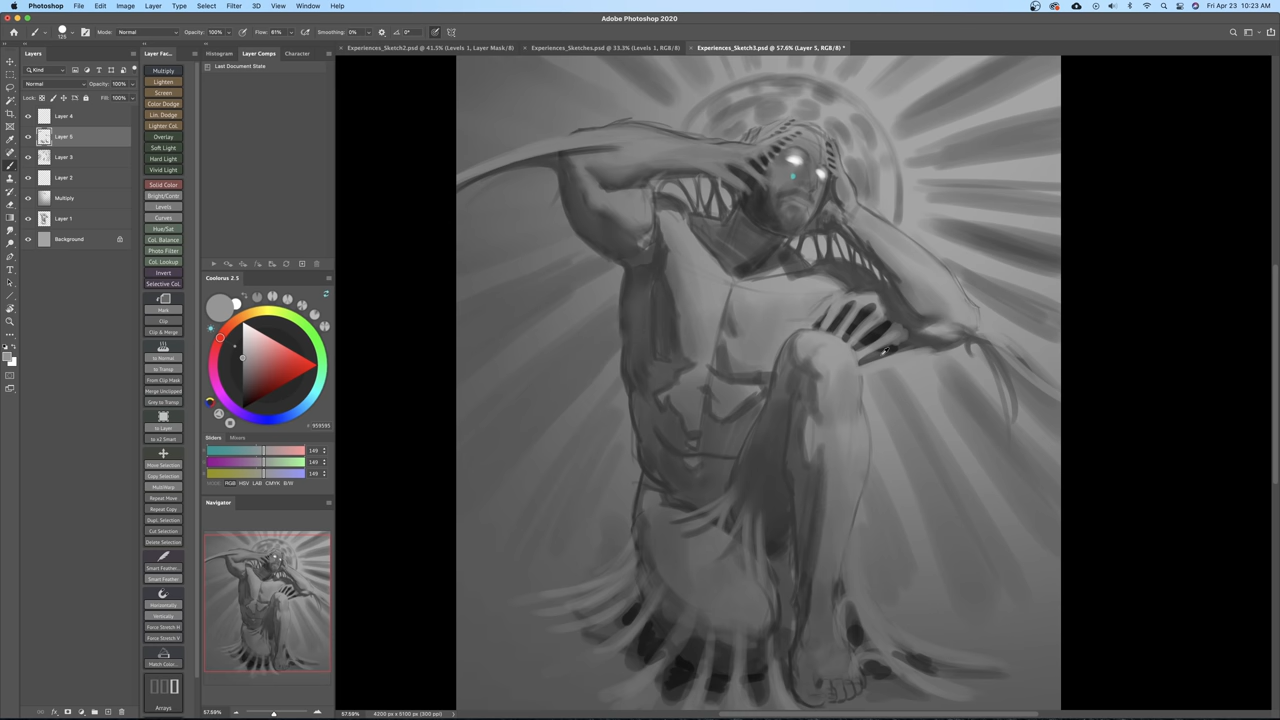 Photoshop File Edit Image Layer Type Select Filter 3D View Window Help
Fri Apr 23 10:23 AM
Adobe Photoshop 2020
125 Mode: Normal Opacity: 100% Flow: 81% Smoothing: 0% 0°
Layers
Layer Fac...
Histogram Layer Comps Character
Experiences_Sketch2.psd @ 41.5% (Levels 1, Layer Mask/8)
Experiences_Sketches.psd @ 33.3% (Levels 1, RGB/8)
Experiences_Sketch3.psd @ 57.6% (Layer 5, RGB/8) *
Kind
Normal Opacity: 100%
Lock: Fill: 100%
Layer 4
Layer 5
Layer 3
Layer 2
Multiply
Layer 1
Background
Multiply
Lighten
Screen
Color Dodge
Lin. Dodge
Lighter Col.
Overlay
Soft Light
Hard Light
Vivid Light
Solid Color
Bright/Contr
Levels
Curves
Hue/Sat
Col. Balance
Photo Filter
Col. Lookup
Invert
Selective Col.
Mask
Clip
Clip & Merge
to Normal
to Transp
Front Clip Mask
Merge Unclipped
Grey to Transp
to Layer
to x2 Smart
Move Selection
Copy Selection
MultiWarp
Repeat Move
Repeat Copy
Dupl. Selection
Cut Selection
Delete Selection
Smart Feather...
Smart Feather
Horizontally
Vertically
Force Stretch H
Force Stretch V
Match Color...
Arrays
Last Document State
Coolorus 2.5
# 959595
Sliders Mixers
149
149
149
MODE: RGB HSV LAB CMYK B/W
Navigator
57.59%
57.59% 4200 px x 5100 px (300 ppi)